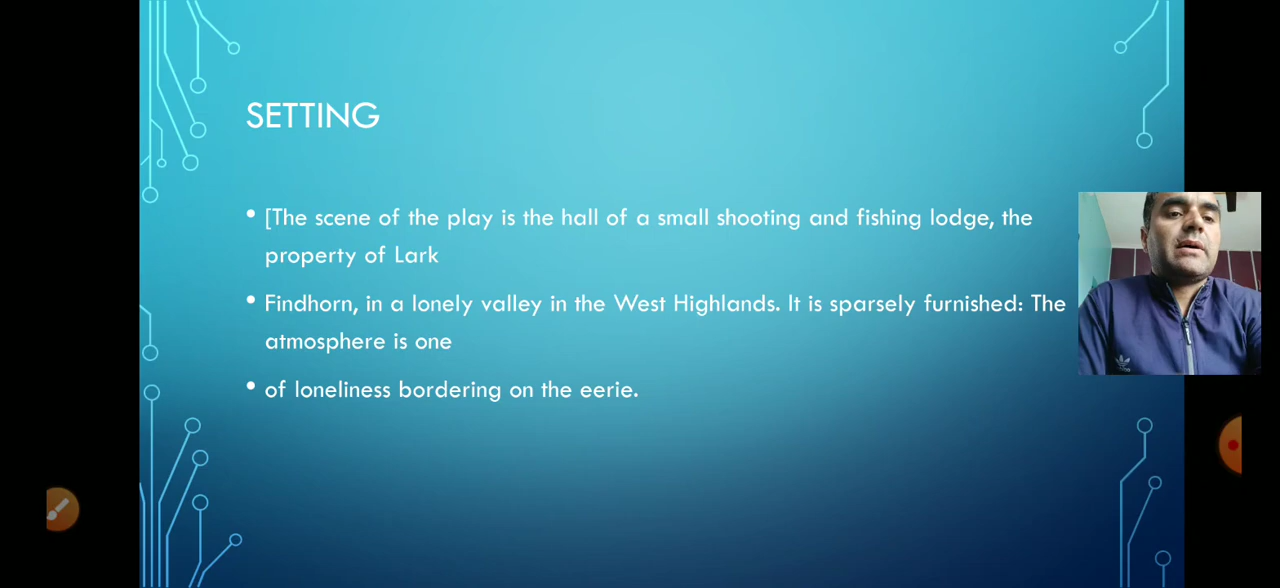 SETTING
• [The scene of the play is the hall of a small shooting and fishing lodge, the
property of Lark
• Findhorn, in a lonely valley in the West Highlands. It is sparsely furnished: The
atmosphere is one
• of loneliness bordering on the eerie.